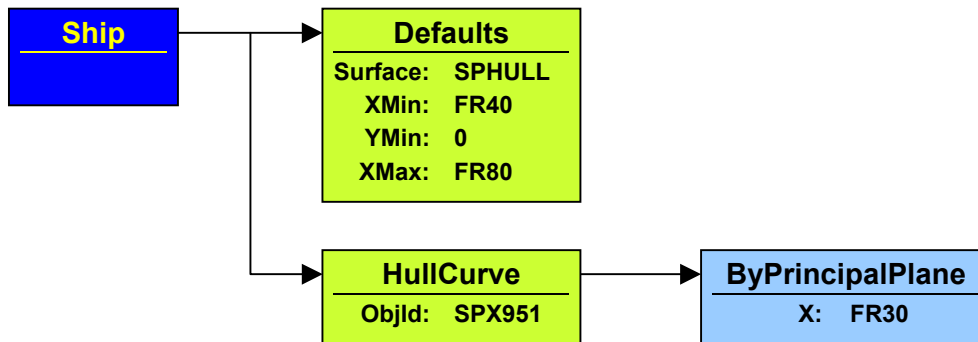 Ship
Defaults
Surface: SPHULL
XMin: FR40
YMin: 0
XMax: FR80
HullCurve
ObjId: SPX951
ByPrincipalPlane
X: FR30